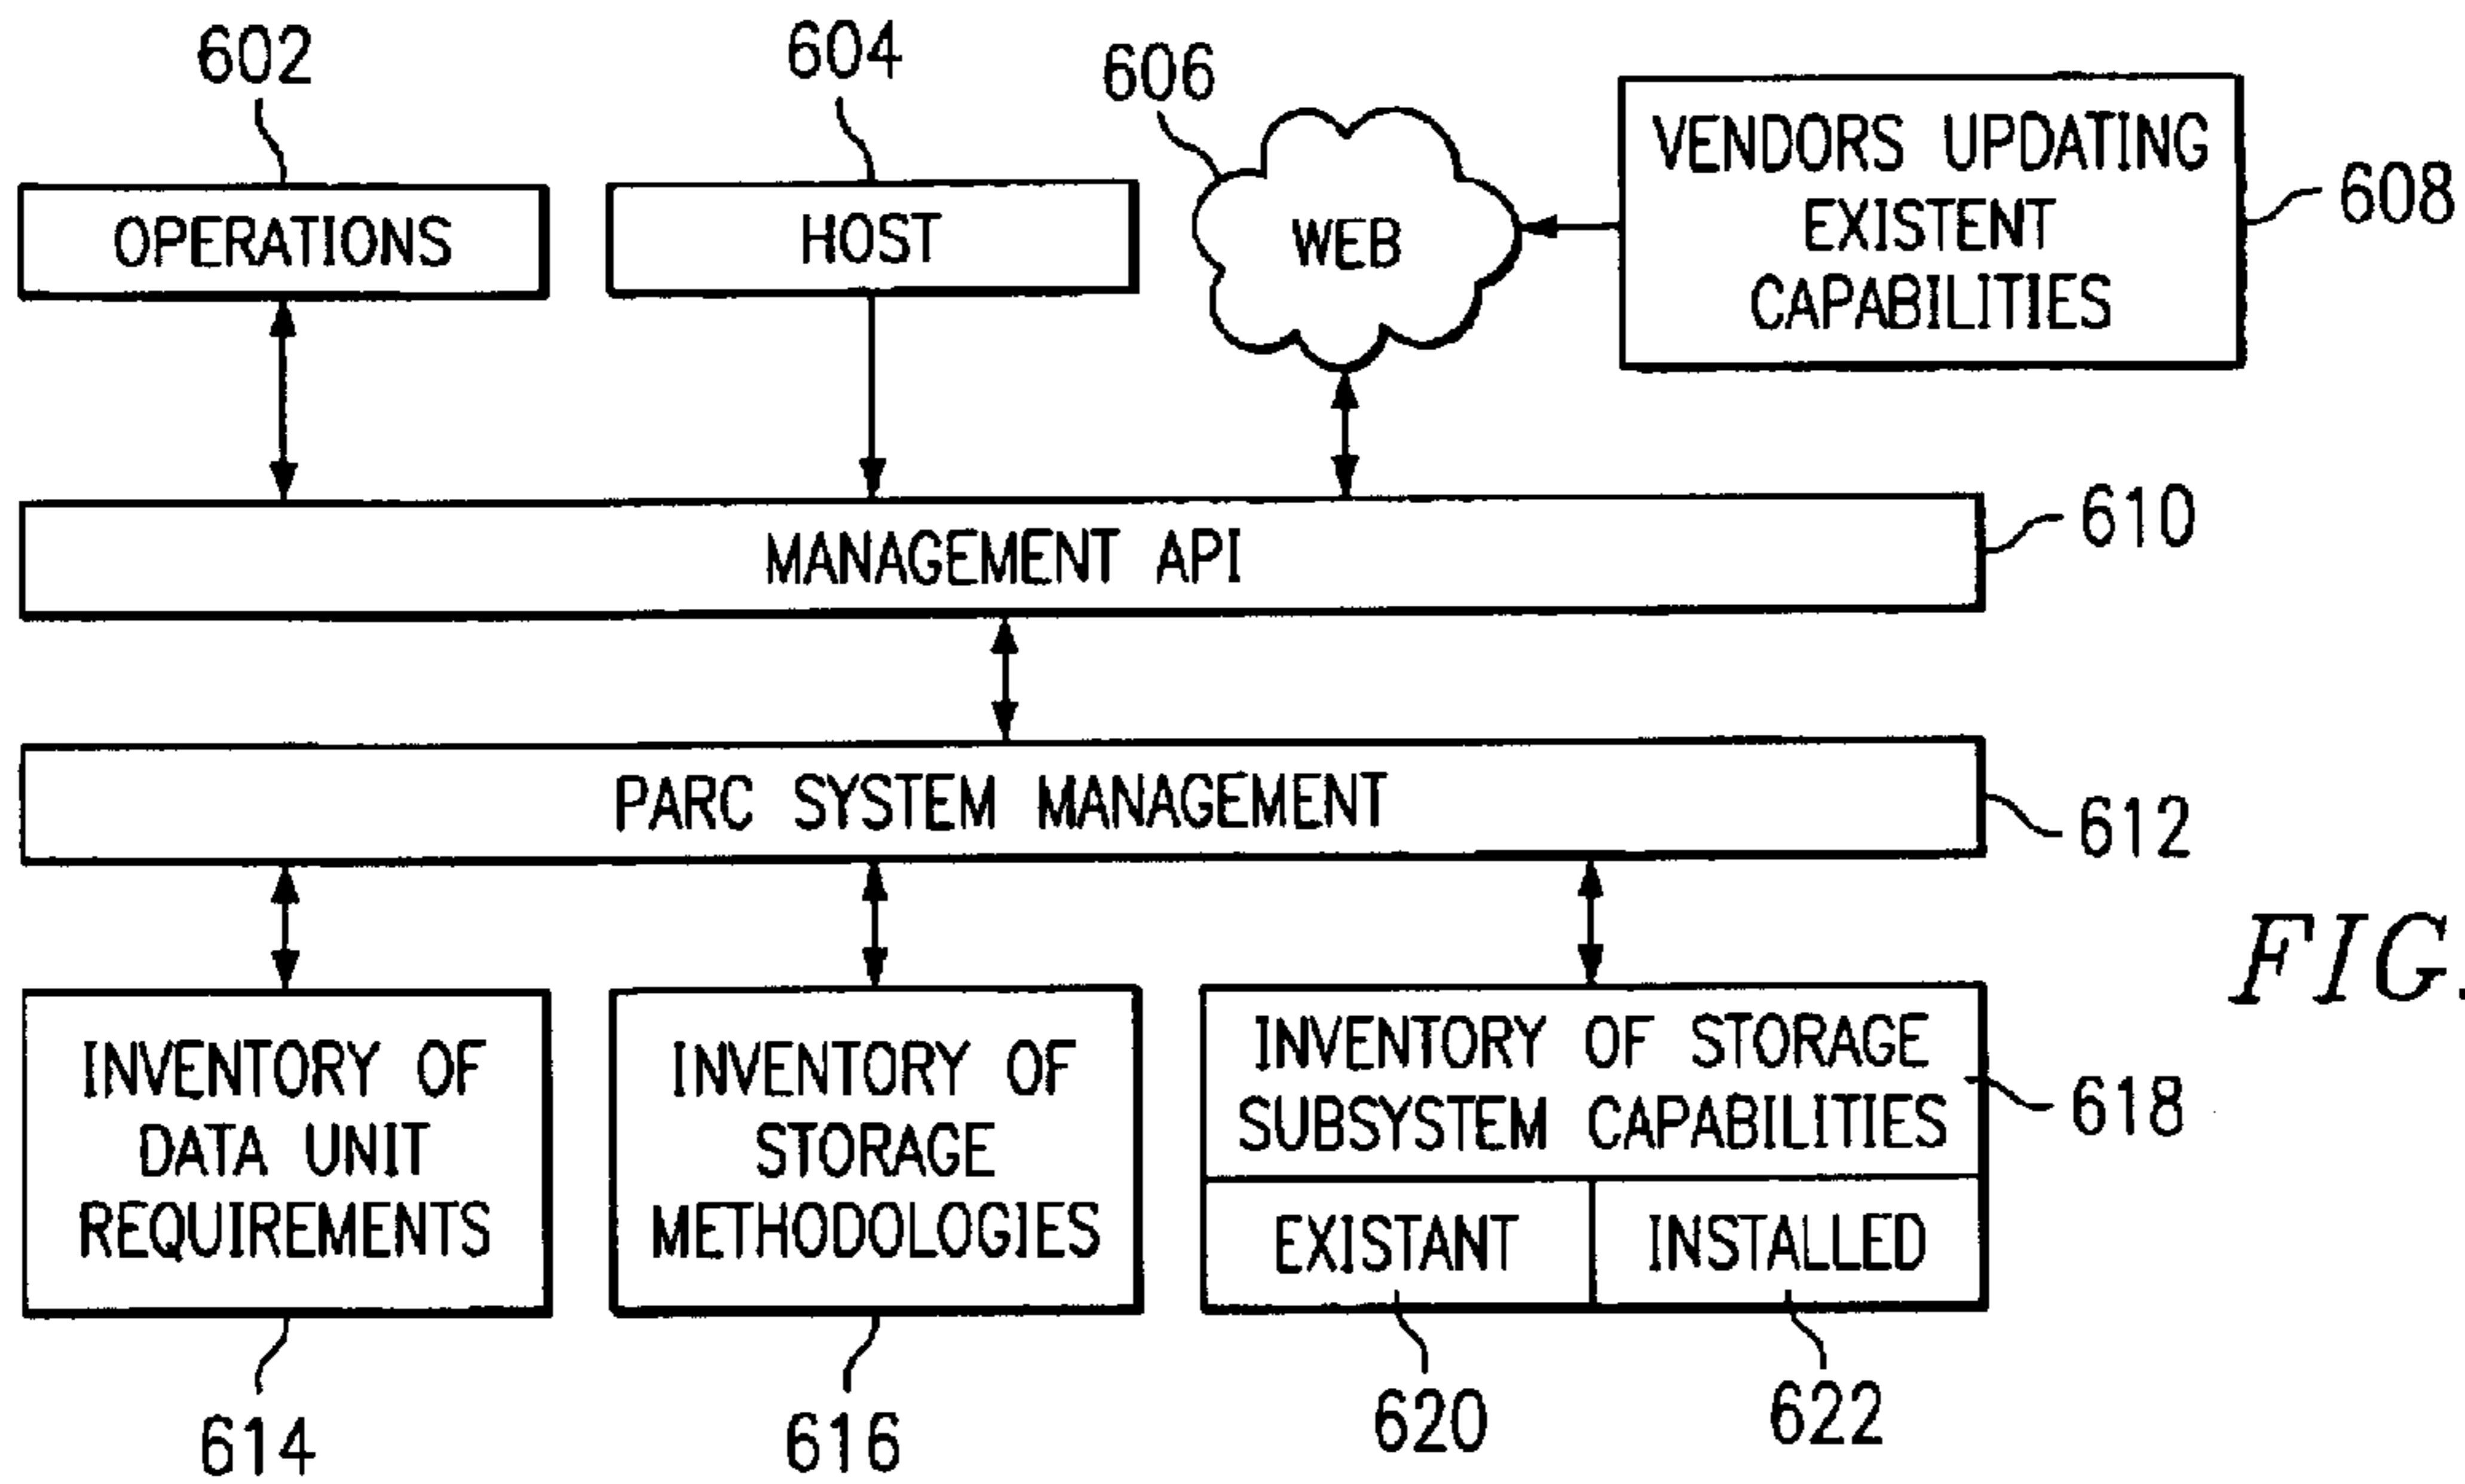 602
604
606
OPERATIONS
HOST
WEB
VENDORS UPDATING
EXISTENT
CAPABILITIES
608
MANAGEMENT API
610
PARC SYSTEM MANAGEMENT
612
INVENTORY OF
DATA UNIT
REQUIREMENTS
INVENTORY OF
STORAGE
METHODOLOGIES
INVENTORY OF STORAGE
SUBSYSTEM CAPABILITIES
618
EXISTANT
INSTALLED
614
616
620
622
FIG.